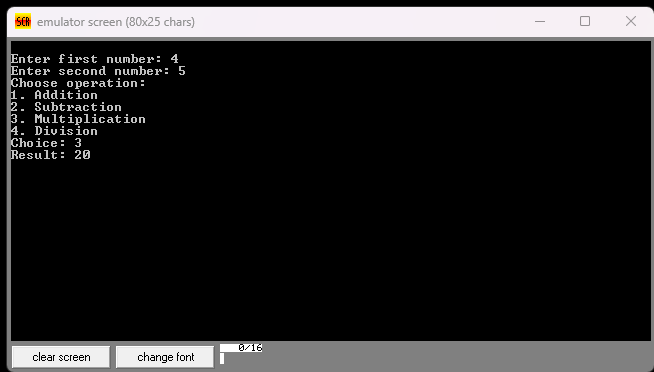 SCR
emulator screen (80x25 chars)
Enter first number: 4
Enter second number: 5
Choose operation:
1. Addition
2. Subtraction
3. Multiplication
4. Division
Choice: 3
Result: 20
clear screen
change font
0/16